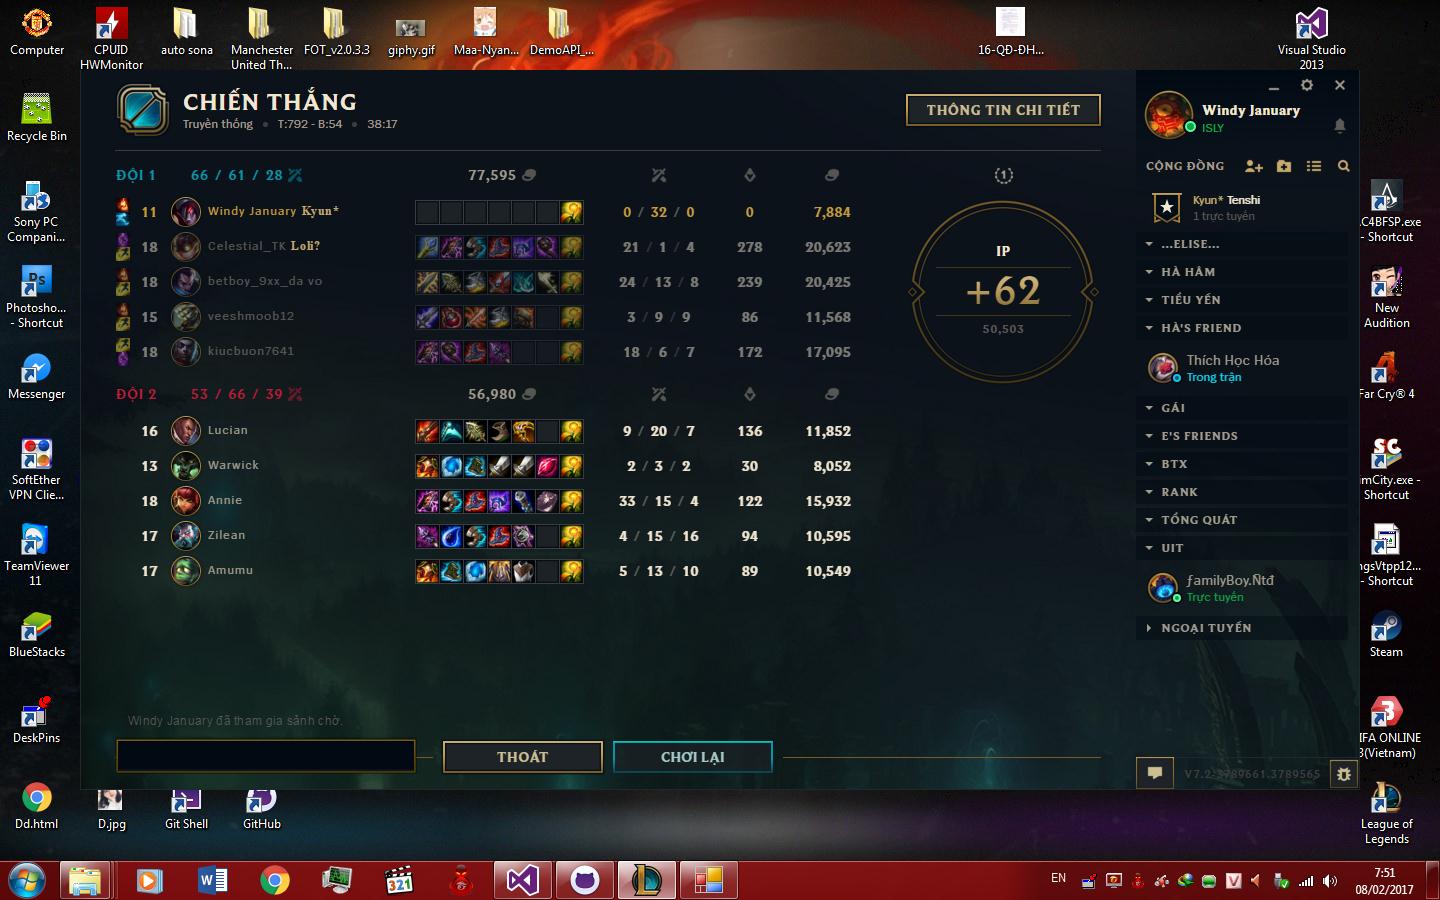 Computer
CPUID
HWMonitor
auto sona
Manchester
United Th...
FOT_v2.0.3.3
giphy.gif
Maa-Nyan...
DemoAPI_...
16-QĐ-ĐH...
Visual Studio
2013
Recycle Bin
Sony PC
Compani...
Photosho...
- Shortcut
Messenger
SoftEther
VPN Clie...
TeamViewer
11
BlueStacks
DeskPins
Dd.html
D.jpg
Git Shell
GitHub
CHIẾN THẮNG
Truyền thống • T:792 - B:54 • 38:17
THÔNG TIN CHI TIẾT
ĐỘI 1 66 / 61 / 28 77,595
11 Windy January Kyun* 0 / 32 / 0 0 7,884
18 Celestial_TK Loli? 21 / 1 / 4 278 20,623
18 betboy_9xx_da vo 24 / 13 / 8 239 20,425
15 veeshmoob12 3 / 9 / 9 86 11,568
18 kiucbuon7641 18 / 6 / 7 172 17,095
ĐỘI 2 53 / 66 / 39 56,980
16 Lucian 9 / 20 / 7 136 11,852
13 Warwick 2 / 3 / 2 30 8,052
18 Annie 33 / 15 / 4 122 15,932
17 Zilean 4 / 15 / 16 94 10,595
17 Amumu 5 / 13 / 10 89 10,549
1
IP
+62
50,503
Windy January đã tham gia sảnh chờ.
THOÁT
CHƠI LẠI
Windy January
ISLY
CỘNG ĐỒNG
Kyun* Tenshi
1 trực tuyến
...ELISE...
HÀ HÂM
TIỂU YẾN
HÀ'S FRIEND
Thích Học Hóa
Trong trận
GÁI
E'S FRIENDS
BTX
RANK
TỔNG QUÁT
UIT
ƒamilyBoy.Ñtđ
Trực tuyến
NGOẠI TUYẾN
V7.2-3789661.3789565
AC4BFSP.exe
- Shortcut
New
Audition
Far Cry® 4
SimCity.exe -
Shortcut
ngsVtpp12...
- Shortcut
Steam
FIFA ONLINE
3(Vietnam)
League of
Legends
EN
7:51
08/02/2017